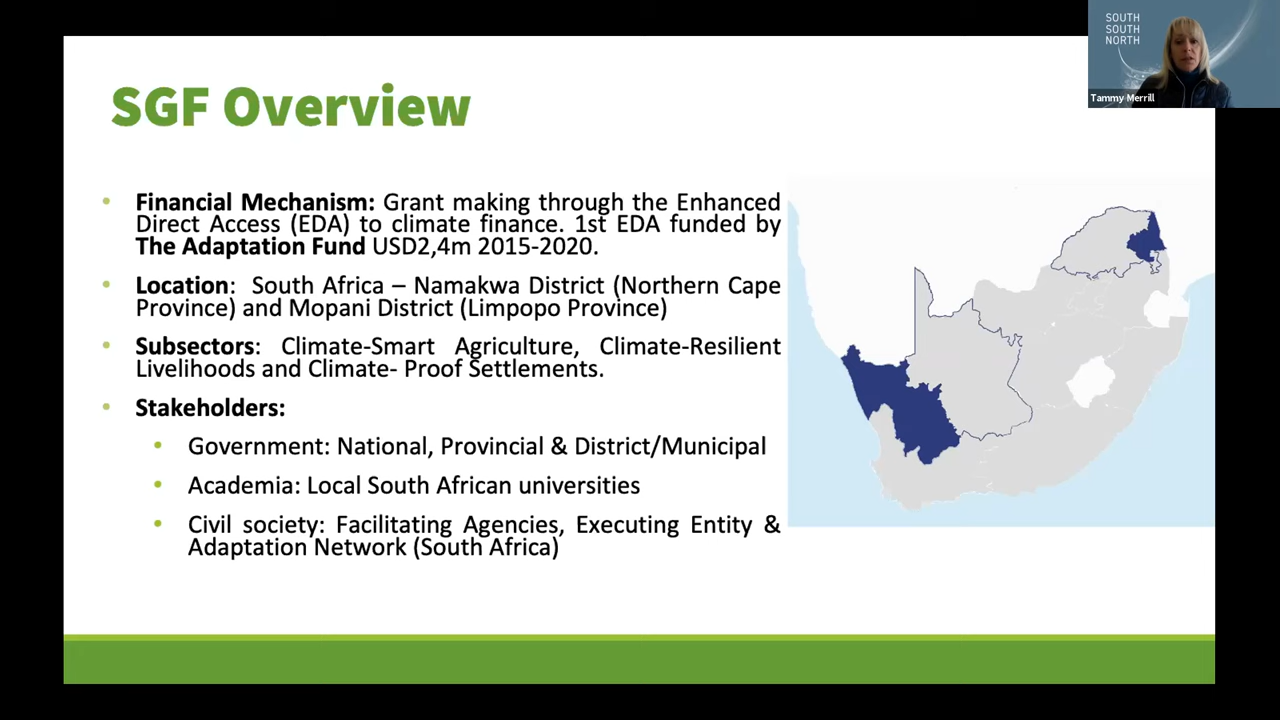 SOUTH
SOUTH
NORTH
Tammy Merrill
SGF Overview
• Financial Mechanism: Grant making through the Enhanced
Direct Access (EDA) to climate finance. 1st EDA funded by
The Adaptation Fund USD2,4m 2015-2020.
• Location: South Africa – Namakwa District (Northern Cape
Province) and Mopani District (Limpopo Province)
• Subsectors: Climate-Smart Agriculture, Climate-Resilient
Livelihoods and Climate- Proof Settlements.
• Stakeholders:
• Government: National, Provincial & District/Municipal
• Academia: Local South African universities
• Civil society: Facilitating Agencies, Executing Entity &
Adaptation Network (South Africa)